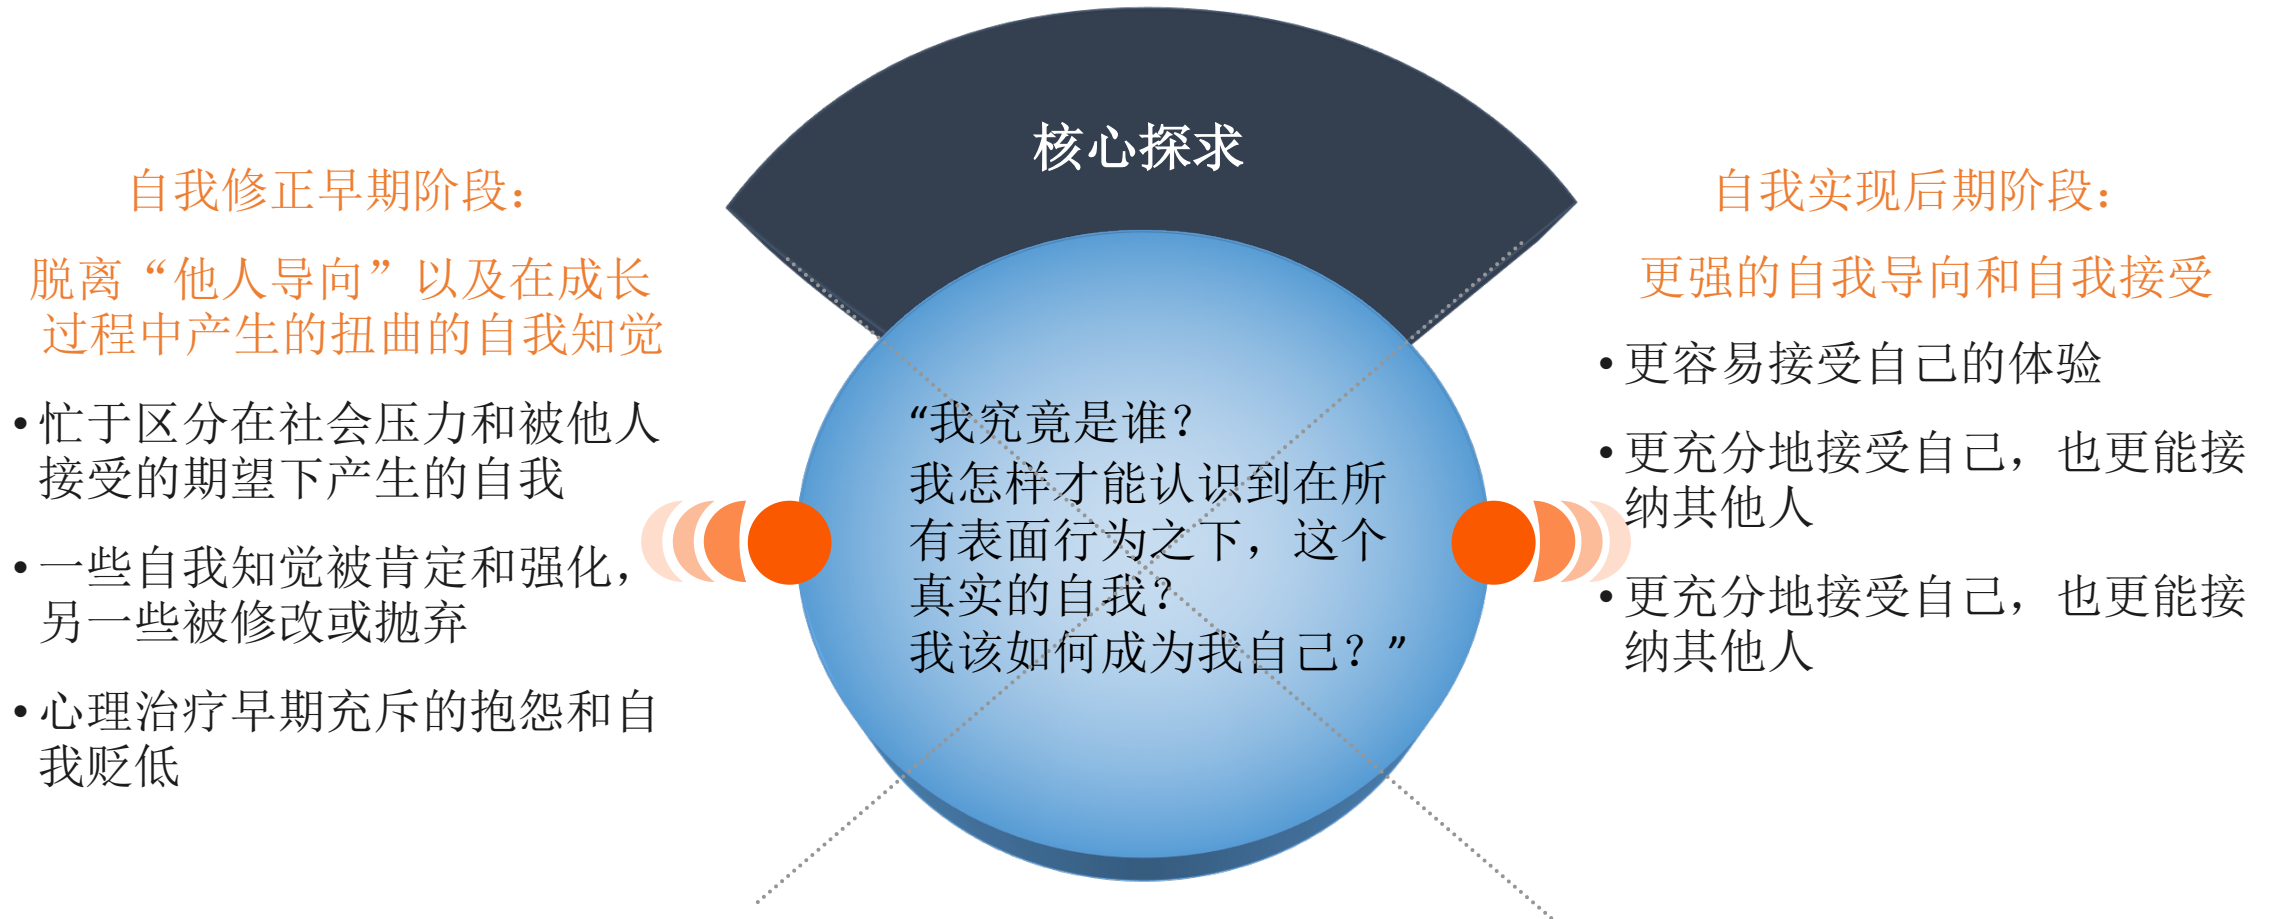 核心探求
自我修正早期阶段：
脱离“他人导向”以及在成长
过程中产生的扭曲的自我知觉
•忙于区分在社会压力和被他人
接受的期望下产生的自我
•一些自我知觉被肯定和强化，
另一些被修改或抛弃
•心理治疗早期充斥的抱怨和自
我贬低
“我究竟是谁？
我怎样才能认识到在所
有表面行为之下，这个
真实的自我？
我该如何成为我自己？”
自我实现后期阶段：
更强的自我导向和自我接受
•更容易接受自己的体验
•更充分地接受自己，也更能接
纳其他人
•更充分地接受自己，也更能接
纳其他人